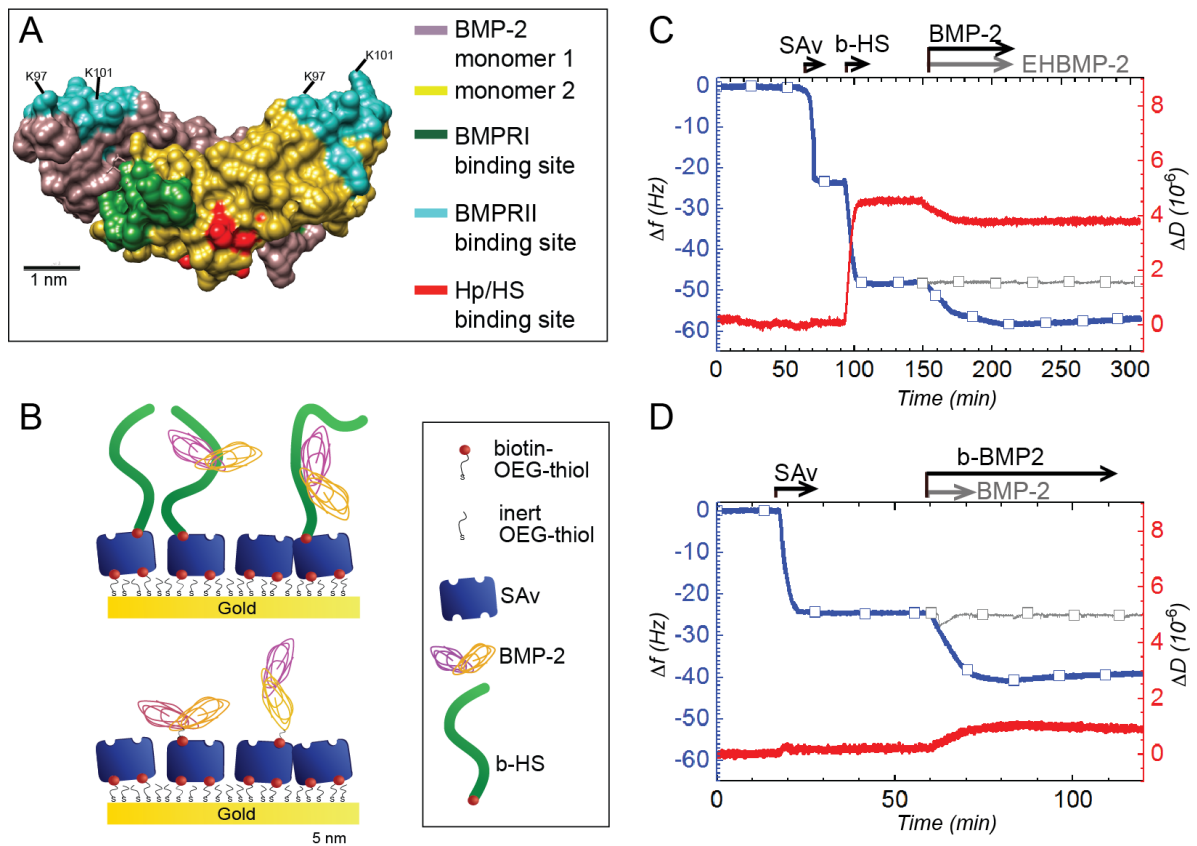 A
K97
K101
K97
K101
1 nm
BMP-2
monomer 1
monomer 2
BMPRI
binding site
BMPRII
binding site
Hp/HS
binding site
B
S S S S S S S S S S S S S S S
Gold
S S S S S S S S S S S S S S S
Gold
5 nm
biotin-
OEG-thiol
S
inert
OEG-thiol
S
SAv
BMP-2
b-HS
C
SAv
b-HS
BMP-2
EHBMP-2
0
-10
-20
-30
-40
-50
-60
Δf (Hz)
8
6
4
2
0
ΔD (10-6)
0 50 100 150 200 250 300
Time (min)
D
SAv
b-BMP2
BMP-2
0
-10
-20
-30
-40
-50
-60
Δf (Hz)
8
6
4
2
0
ΔD (10-6)
0 50 100
Time (min)